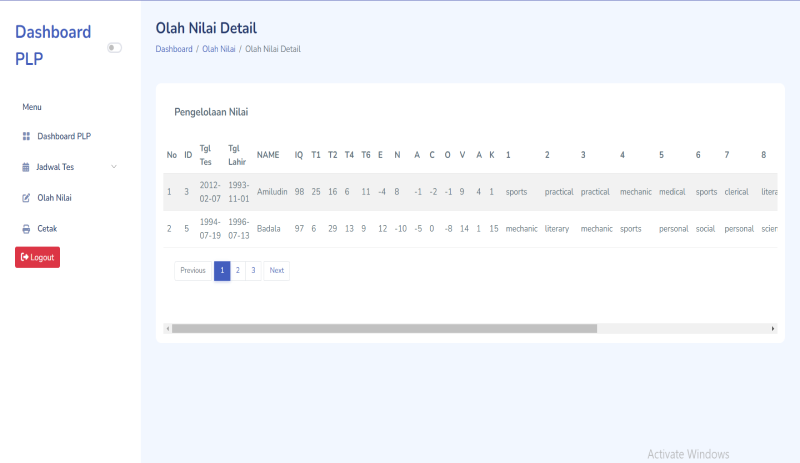 Dashboard PLP
Menu
Dashboard PLP
Jadwal Tes
Olah Nilai
Cetak
Logout
Olah Nilai Detail
Dashboard / Olah Nilai / Olah Nilai Detail
Pengelolaan Nilai
No ID Tgl Tes Tgl Lahir NAME IQ T1 T2 T4 T6 E N A C O V A K 1 2 3 4 5 6 7 8
1 3 2012-02-07 1993-11-01 Amiludin 98 25 16 6 11 -4 8 -1 -2 -1 9 4 1 sports practical practical mechanic medical sports clerical litera
2 5 1994-07-19 1996-07-13 Badala 97 6 29 13 9 12 -10 -5 0 -8 14 1 15 mechanic literary mechanic sports personal social personal scien
Previous 1 2 3 Next
Activate Windows